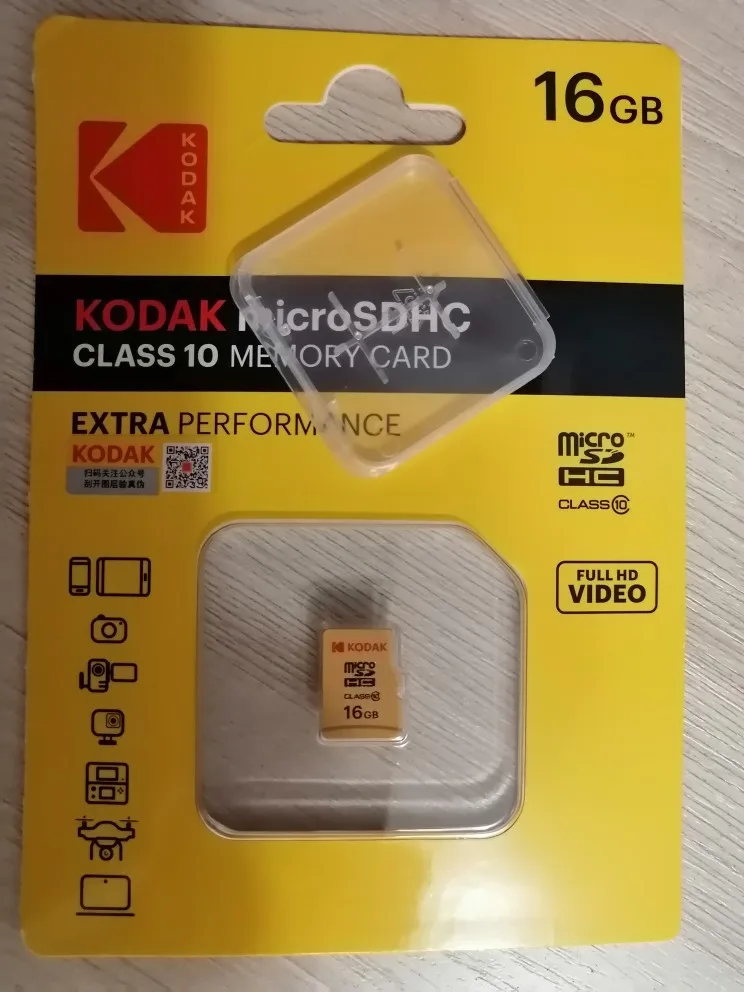 16GB
KODAK
KODAK microSDHC
CLASS 10 MEMORY CARD
EXTRA PERFORMANCE
KODAK
扫码关注公众号
刮开图层验真伪
micro SD HC ™
CLASS 10
FULL HD
VIDEO
KODAK
micro SD HC
CLASS 10
16GB